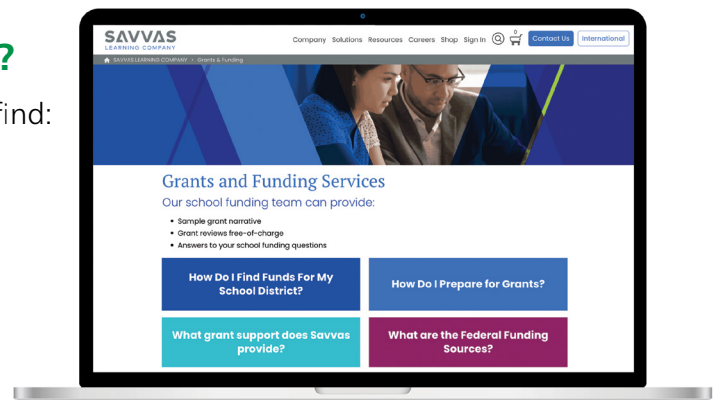 ?
find:
SAVVAS
LEARNING COMPANY
Company Solutions Resources Careers Shop Sign In 0 Contact Us International
SAVVAS LEARNING COMPANY › Grants & Funding
Grants and Funding Services
Our school funding team can provide:
• Sample grant narrative
• Grant reviews free-of-charge
• Answers to your school funding questions
How Do I Find Funds For My
School District?
How Do I Prepare for Grants?
What grant support does Savvas
provide?
What are the Federal Funding
Sources?